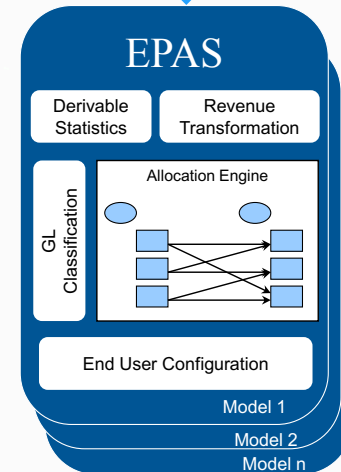 EPAS
Derivable
Statistics
Revenue
Transformation
GL
Classification
Allocation Engine
End User Configuration
Model 1
Model 2
Model n